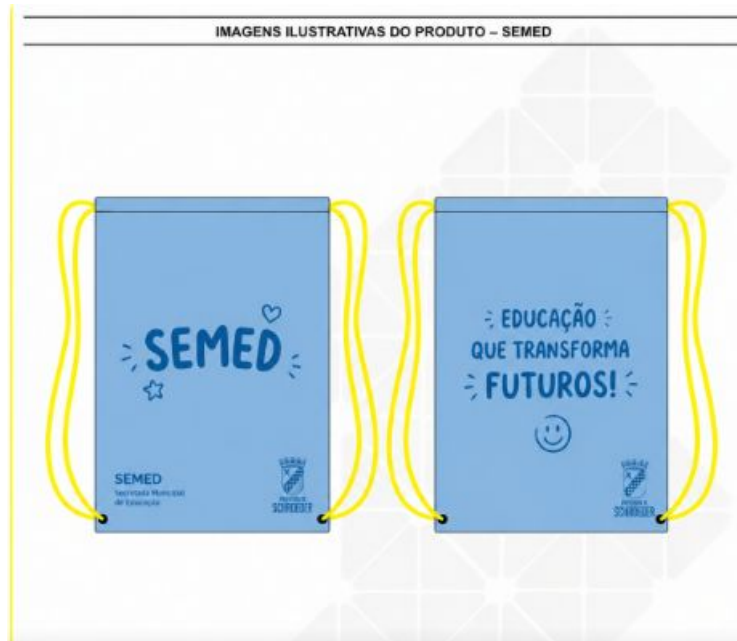 IMAGENS ILUSTRATIVAS DO PRODUTO – SEMED
SEMED
SEMED
Secretaria Municipal
de Educação
SCHROEDER
EDUCAÇÃO
QUE TRANSFORMA
FUTUROS!
SCHROEDER